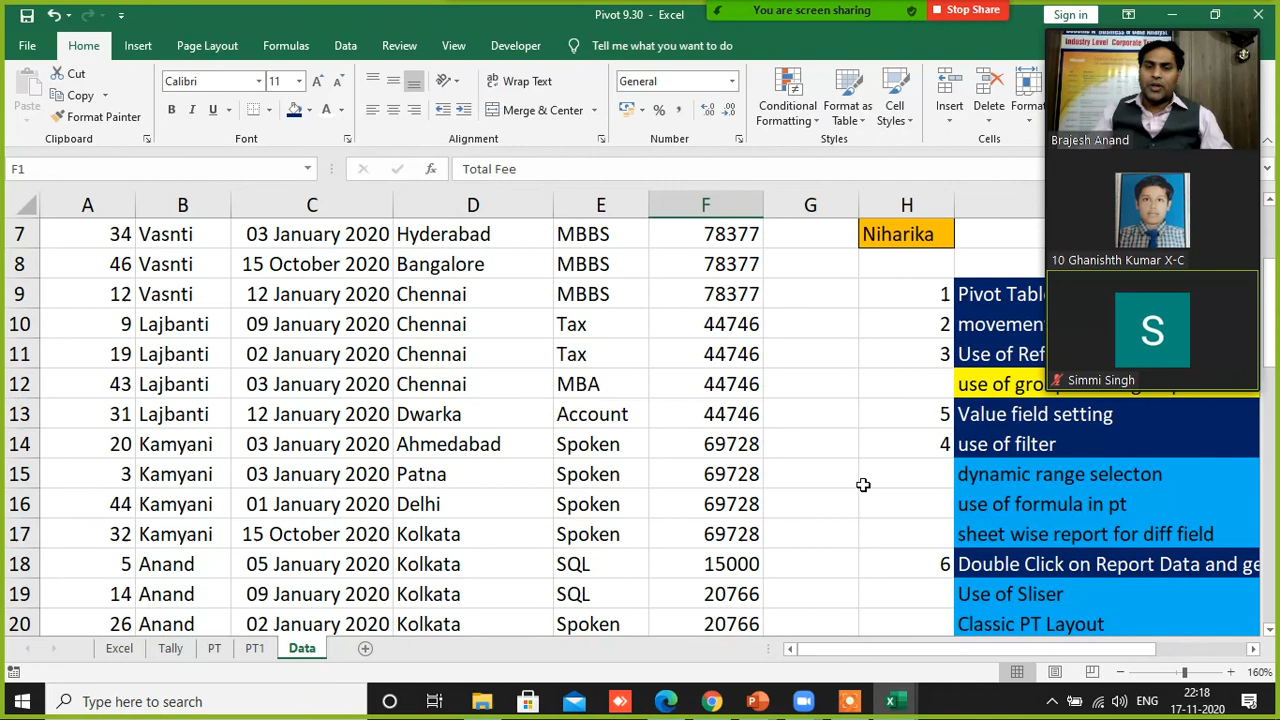 Pivot 9.30 - Excel
You are screen sharing
Stop Share
Sign in
File Home Insert Page Layout Formulas Data Review View Developer Tell me what you want to do
Industry Level Corporate
Paste
Cut
Copy
Format Painter
Clipboard
Calibri 11
B I U
Font
Wrap Text
Merge & Center
Alignment
General
Number
Conditional Formatting
Format as Table
Cell Styles
Styles
Insert Delete Format
Cells
Brajesh Anand
10 Ghanishth Kumar X-C
Simmi Singh
S
F1 Total Fee
A B C D E F G H
7 34 Vasnti 03 January 2020 Hyderabad MBBS 78377 Niharika
8 46 Vasnti 15 October 2020 Bangalore MBBS 78377
9 12 Vasnti 12 January 2020 Chennai MBBS 78377 1 Pivot
10 9 Lajbanti 09 January 2020 Chennai Tax 44746 2 movemen
11 19 Lajbanti 02 January 2020 Chennai Tax 44746 3 Use of Ref
12 43 Lajbanti 03 January 2020 Chennai MBA 44746 use of
13 31 Lajbanti 12 January 2020 Dwarka Account 44746 5 Value field setting
14 20 Kamyani 03 January 2020 Ahmedabad Spoken 69728 4 use of filter
15 3 Kamyani 03 January 2020 Patna Spoken 69728 dynamic range selecton
16 44 Kamyani 01 January 2020 Delhi Spoken 69728 use of formula in pt
17 32 Kamyani 15 October 2020 Kolkata Spoken 69728 sheet wise report for diff field
18 5 Anand 05 January 2020 Kolkata SQL 15000 6 Double Click on Report Data and ge
19 14 Anand 03 January 2020 Kolkata SQL 20766 Use of Sliser
20 26 Anand 02 January 2020 Kolkata Spoken 20766 Classic PT Layout
Excel Tally PT PT1 Data
160%
Type here to search
ENG
22:18
17-11-2020